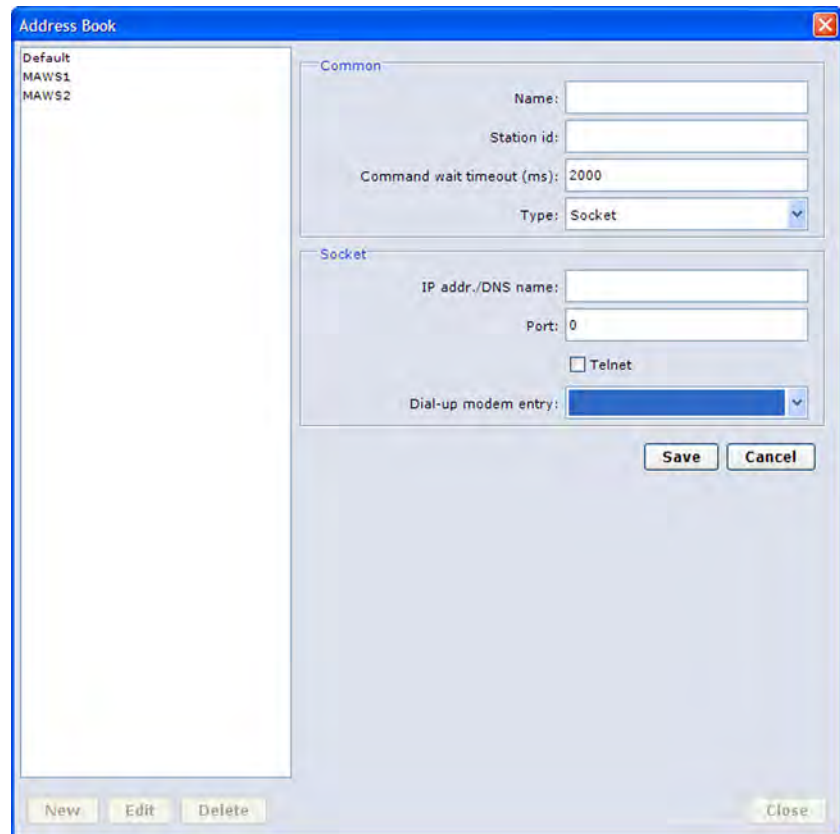 Address Book
Default
MAWS1
MAWS2
Common
Name:
Station id:
Command wait timeout (ms): 2000
Type: Socket
Socket
IP addr./DNS name:
Port: 0
Telnet
Dial-up modem entry:
Save Cancel
New Edit Delete Close